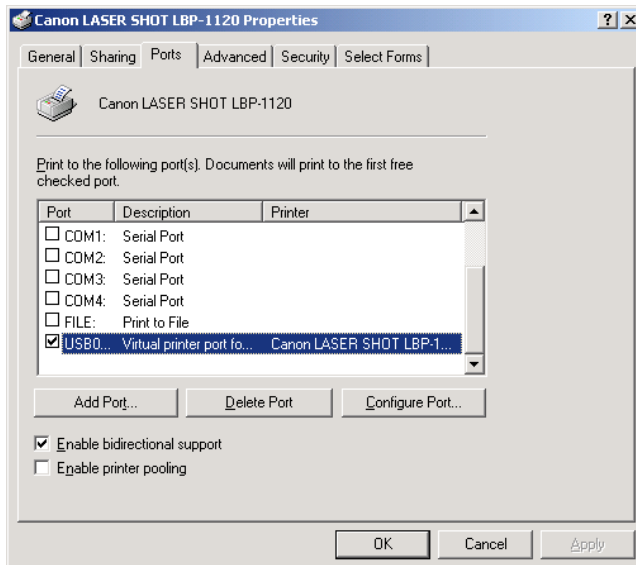 Canon LASER SHOT LBP-1120 Properties
General Sharing Ports Advanced Security Select Forms
Canon LASER SHOT LBP-1120
Print to the following port(s). Documents will print to the first free
checked port.
Port Description Printer
COM1: Serial Port
COM2: Serial Port
COM3: Serial Port
COM4: Serial Port
FILE: Print to File
USB0... Virtual printer port fo... Canon LASER SHOT LBP-1...
Add Port... Delete Port Configure Port...
Enable bidirectional support
Enable printer pooling
OK Cancel Apply